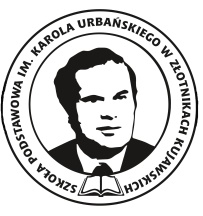 SZKOŁA PODSTAWOWA IM. KAROLA URBAŃSKIEGO W ZŁOTNIKACH KUJAWSKICH